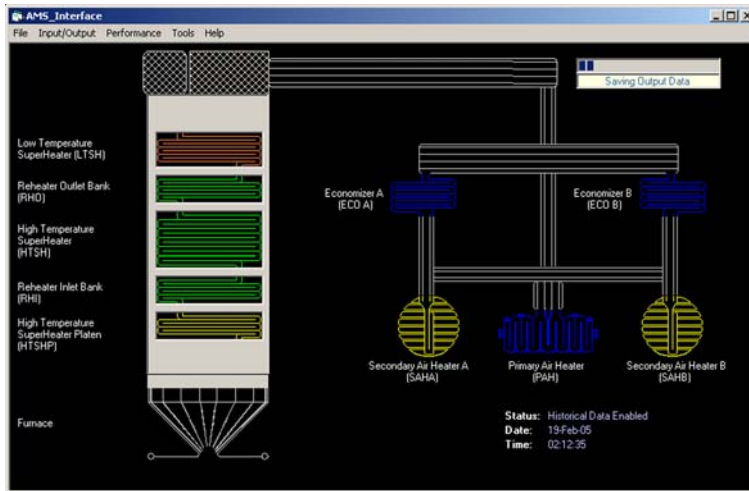 AMS_Interface
File Input/Output Performance Tools Help
Saving Output Data
Low Temperature
SuperHeater (LTSH)
Reheater Outlet Bank
(RHO)
High Temperature
SuperHeater
(HTSH)
Reheater Inlet Bank
(RHI)
High Temperature
SuperHeater Platen
(HTSHP)
Furnace
Economizer A
(ECO A)
Economizer B
(ECO B)
Secondary Air Heater A
(SAHA)
Primary Air Heater
(PAH)
Secondary Air Heater B
(SAHB)
Status: Historical Data Enabled
Date: 19-Feb-05
Time: 02:12:35